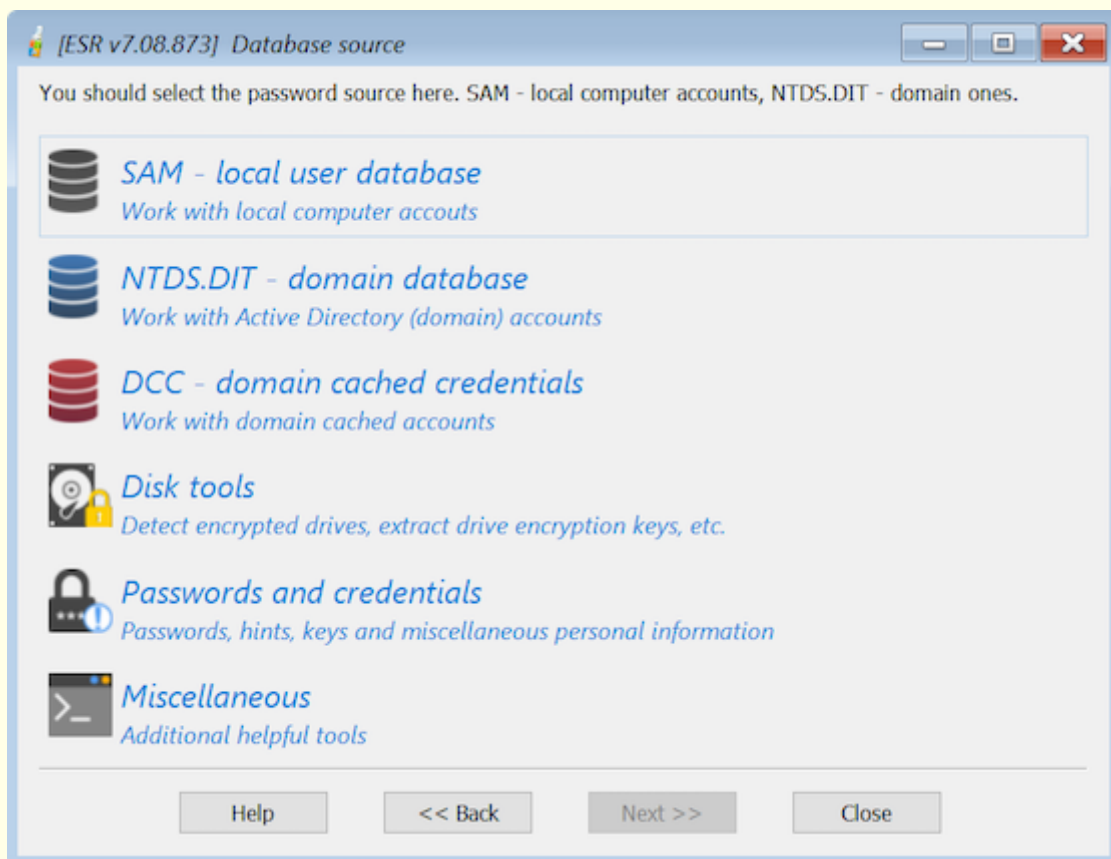 [ESR v7.08.873] Database source
You should select the password source here. SAM - local computer accounts, NTDS.DIT - domain ones.
SAM - local user database
Work with local computer accouts
NTDS.DIT - domain database
Work with Active Directory (domain) accounts
DCC - domain cached credentials
Work with domain cached accounts
Disk tools
Detect encrypted drives, extract drive encryption keys, etc.
Passwords and credentials
Passwords, hints, keys and miscellaneous personal information
Miscellaneous
Additional helpful tools
Help << Back Next >> Close